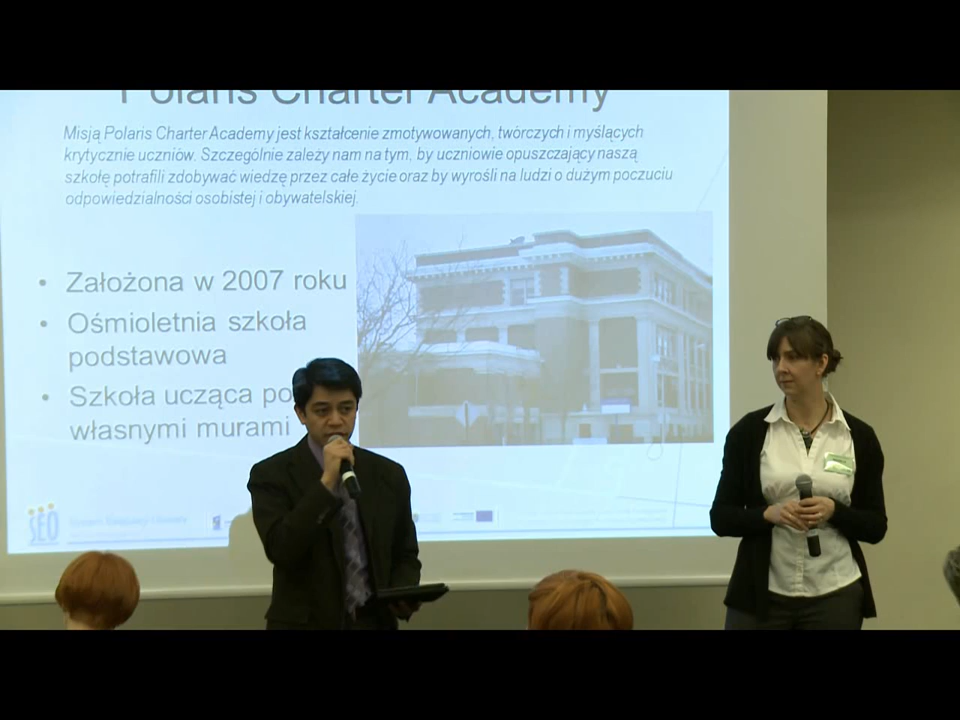 Polaris Charter Academy
Misją Polaris Charter Academy jest kształcenie zmotywowanych, twórczych i myślących
krytycznie uczniów. Szczególnie zależy nam na tym, by uczniowie opuszczający naszą
szkołę potrafili zdobywać wiedzę przez całe życie oraz by wyrośli na ludzi o dużym poczuciu
odpowiedzialności osobistej i obywatelskiej.
• Założona w 2007 roku
• Ośmioletnia szkoła
podstawowa
• Szkoła ucząca po
własnymi murami
SEO